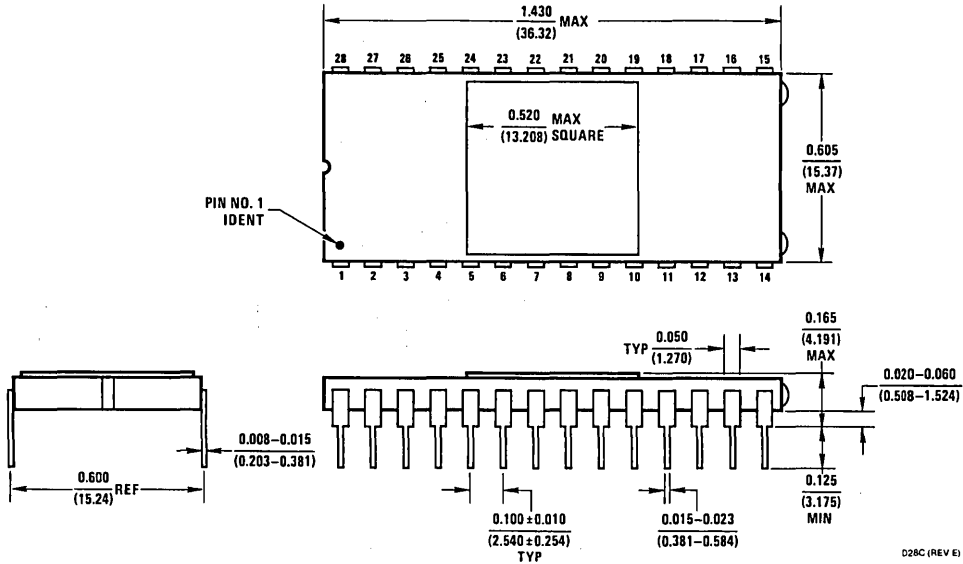 1.430 MAX
(36.32)
28 27 26 25 24 23 22 21 20 19 18 17 16 15
0.520 MAX
(13.208) SQUARE
0.605
(15.37)
MAX
PIN NO. 1
IDENT
1 2 3 4 5 6 7 8 9 10 11 12 13 14
0.165
(4.191)
MAX
TYP 0.050
(1.270)
0.020–0.060
(0.508–1.524)
0.008–0.015
(0.203–0.381)
0.600 REF
(15.24)
0.125
(3.175)
MIN
0.100 ± 0.010
(2.540 ± 0.254)
TYP
0.015–0.023
(0.381–0.584)
D28C (REV E)